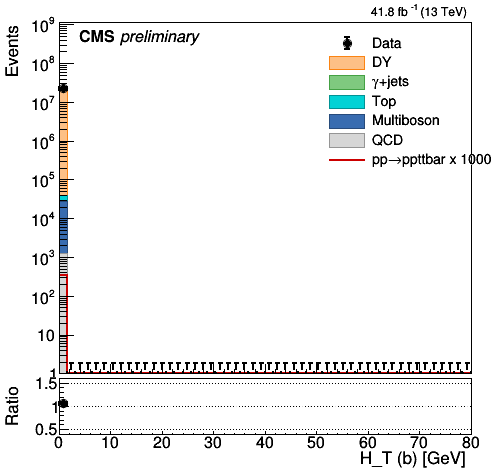 41.8 fb⁻¹ (13 TeV)
CMS preliminary
Events
10⁹
10⁸
10⁷
10⁶
10⁵
10⁴
10³
10²
10
1
Data
DY
γ+jets
Top
Multiboson
QCD
pp→ppttbar x 1000
Ratio
1.5
1
0.5
0 10 20 30 40 50 60 70 80
H_T (b) [GeV]